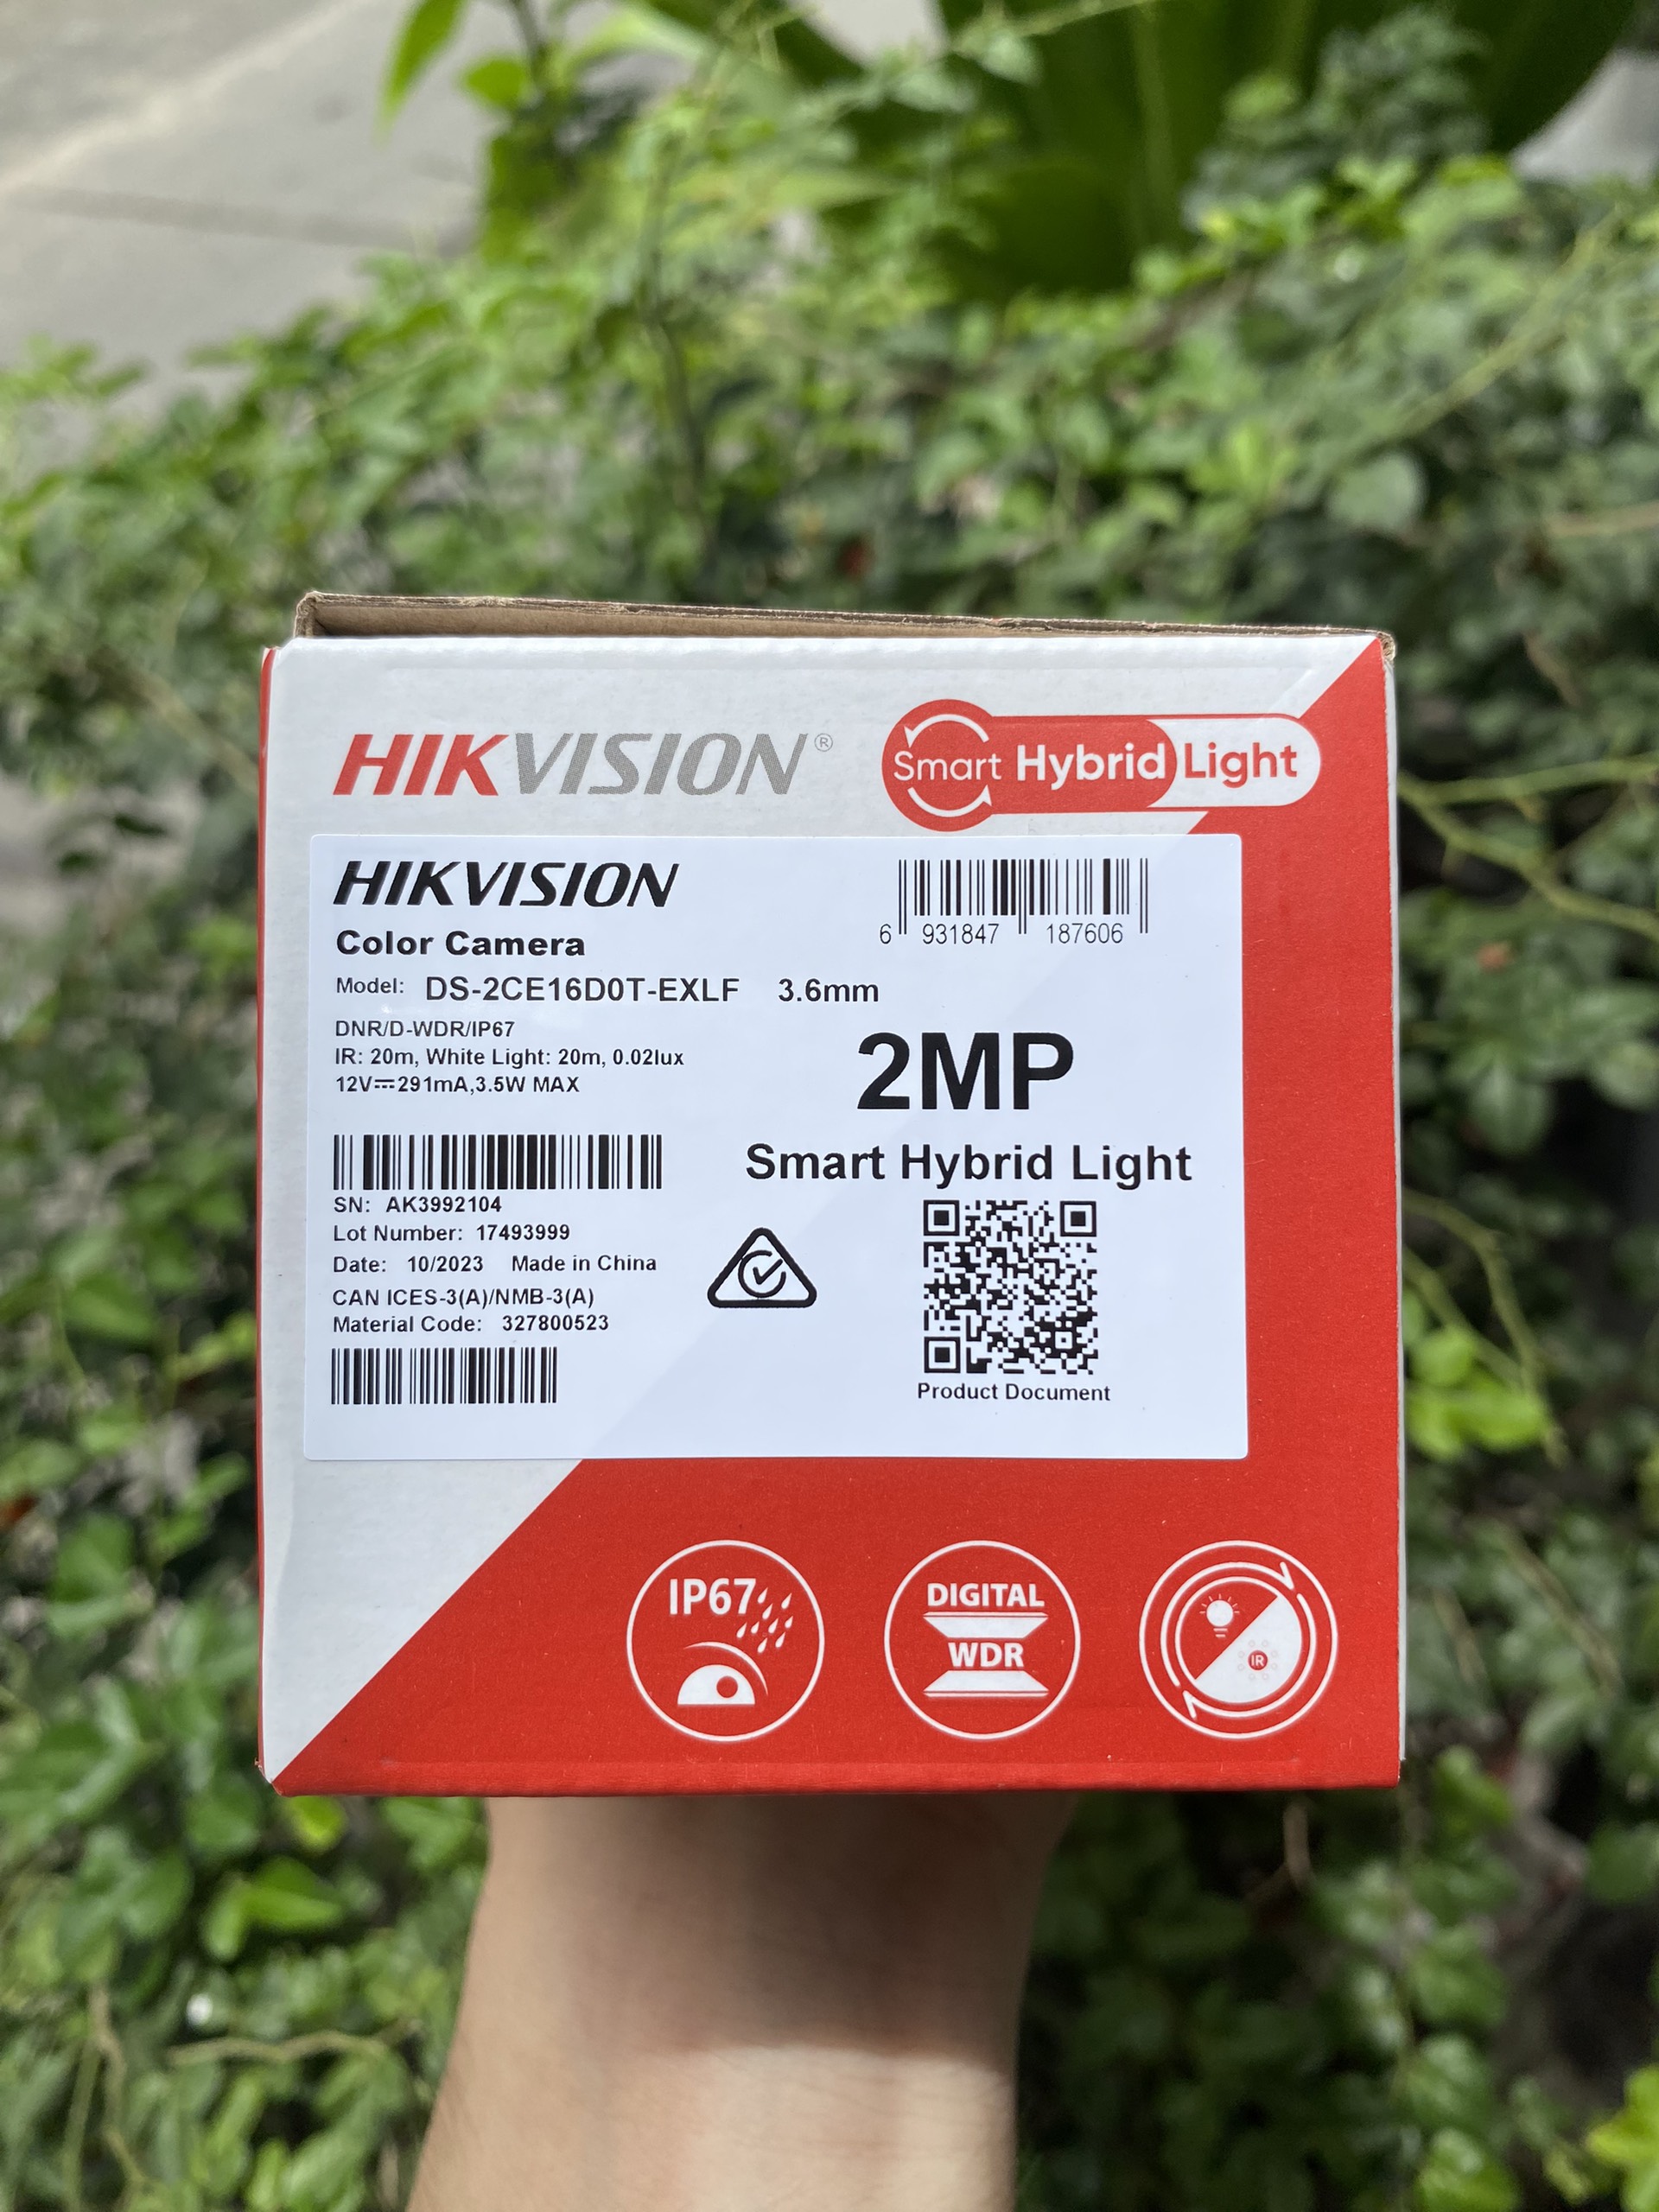 HIKVISION®
Smart Hybrid Light
HIKVISION
Color Camera
6 931847 187606
Model: DS-2CE16D0T-EXLF 3.6mm
DNR/D-WDR/IP67
IR: 20m, White Light: 20m, 0.02lux
12V⎓291mA,3.5W MAX
2MP
Smart Hybrid Light
SN: AK3992104
Lot Number: 17493999
Date: 10/2023 Made in China
CAN ICES-3(A)/NMB-3(A)
Material Code: 327800523
Product Document
IP67
DIGITAL
WDR
IR